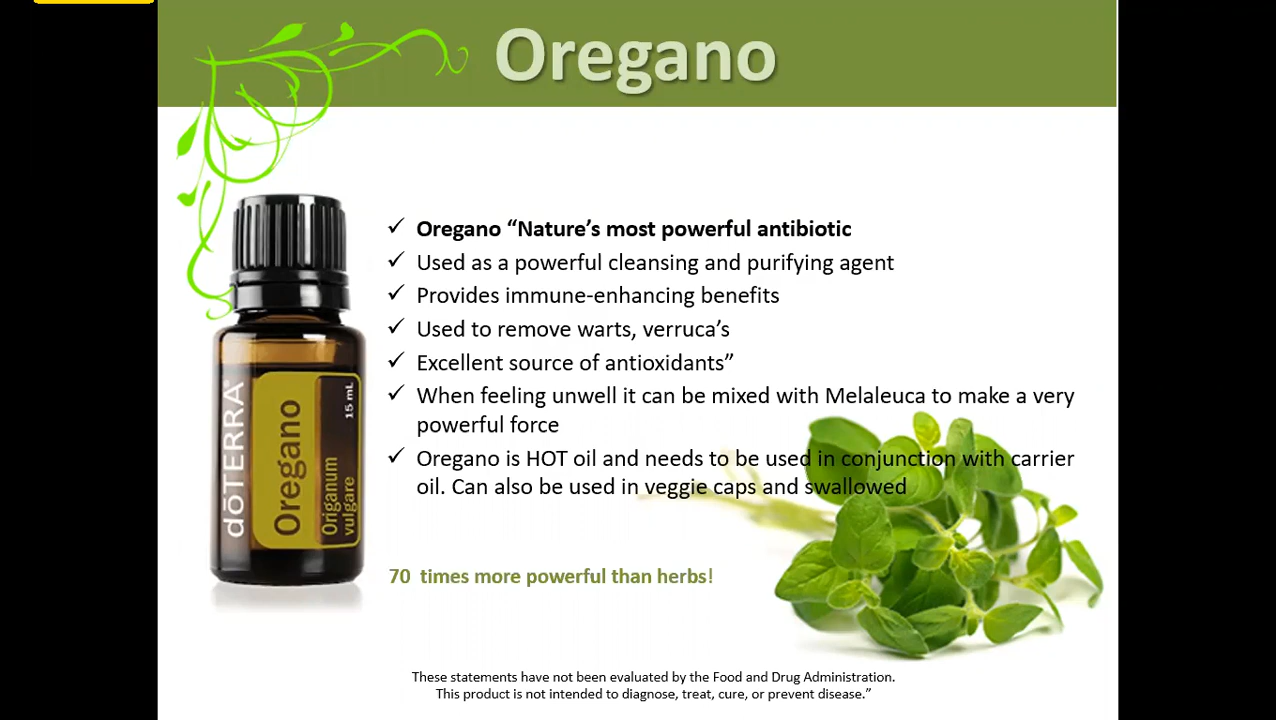 Oregano
Oregano “Nature’s most powerful antibiotic
Used as a powerful cleansing and purifying agent
Provides immune-enhancing benefits
Used to remove warts, verruca’s
Excellent source of antioxidants”
When feeling unwell it can be mixed with Melaleuca to make a very
powerful force
Oregano is HOT oil and needs to be used in conjunction with carrier
oil. Can also be used in veggie caps and swallowed
dōTERRA®
Oregano
Origanum
vulgare
15 mL
70 times more powerful than herbs!
These statements have not been evaluated by the Food and Drug Administration.
This product is not intended to diagnose, treat, cure, or prevent disease.”